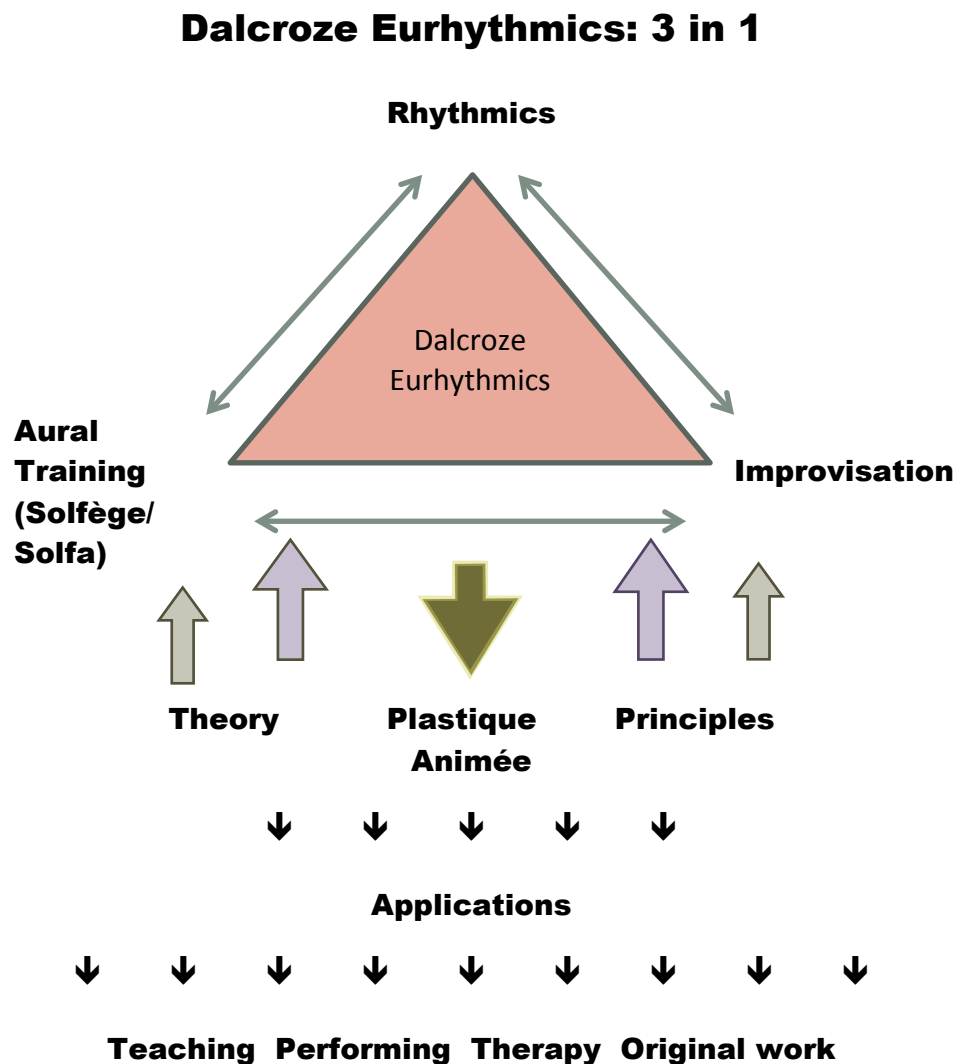 Dalcroze Eurhythmics: 3 in 1
Rhythmics
Dalcroze
Eurhythmics
Aural
Training
(Solfège/
Solfa)
Improvisation
Theory
Plastique
Animée
Principles
Applications
Teaching Performing Therapy Original work